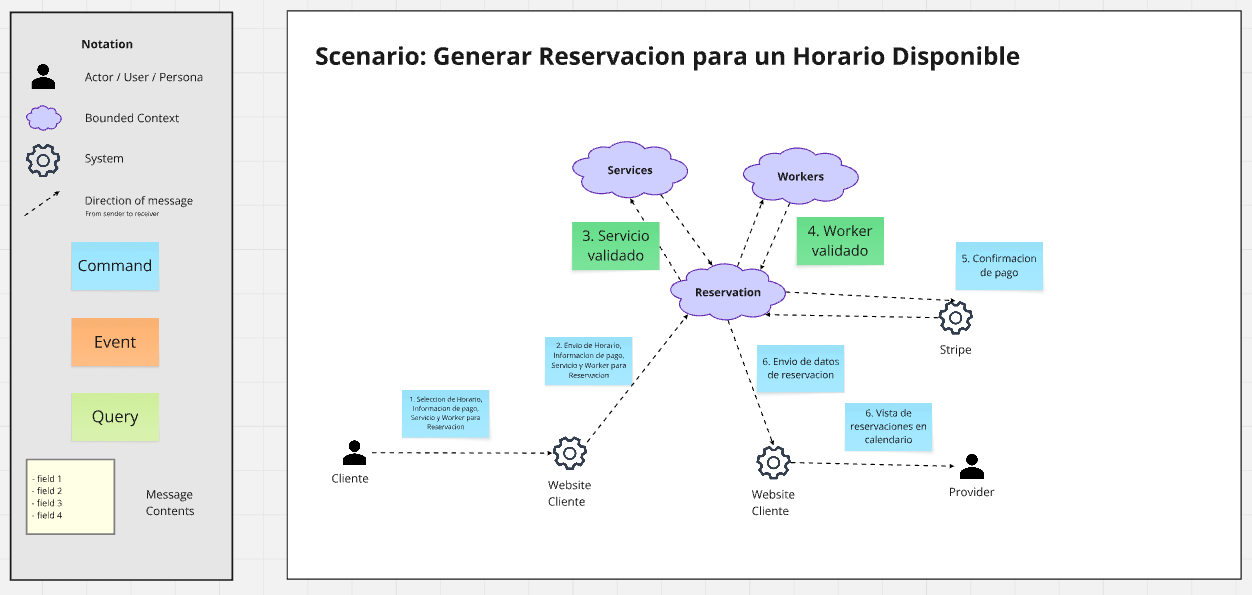 Notation
Actor / User / Persona
Bounded Context
System
Direction of message
From sender to receiver
Command
Event
Query
- field 1
- field 2
- field 3
- field 4
Message
Contents
Scenario: Generar Reservacion para un Horario Disponible
Services
Workers
3. Servicio
validado
4. Worker
validado
5. Confirmacion
de pago
Reservation
Stripe
2. Envio de Horario,
Informacion de pago,
Servicio y Worker para
Reservacion
6. Envio de datos
de reservacion
1. Seleccion de Horario,
Informacion de pago,
Servicio y Worker para
Reservacion
6. Vista de
reservaciones en
calendario
Cliente
Website
Cliente
Website
Cliente
Provider